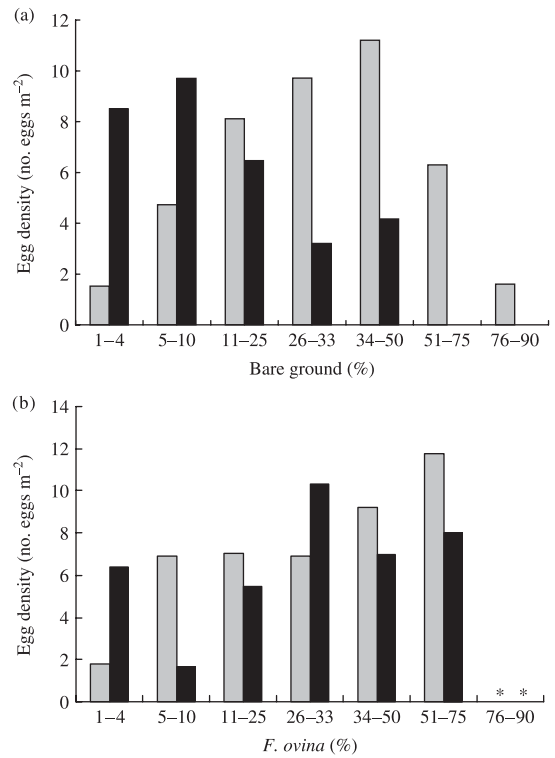 (a)
Egg density (no. eggs m⁻²)
12
10
8
6
4
2
0
1–4 5–10 11–25 26–33 34–50 51–75 76–90
Bare ground (%)
(b)
Egg density (no. eggs m⁻²)
14
12
10
8
6
4
2
0
* *
1–4 5–10 11–25 26–33 34–50 51–75 76–90
F. ovina (%)